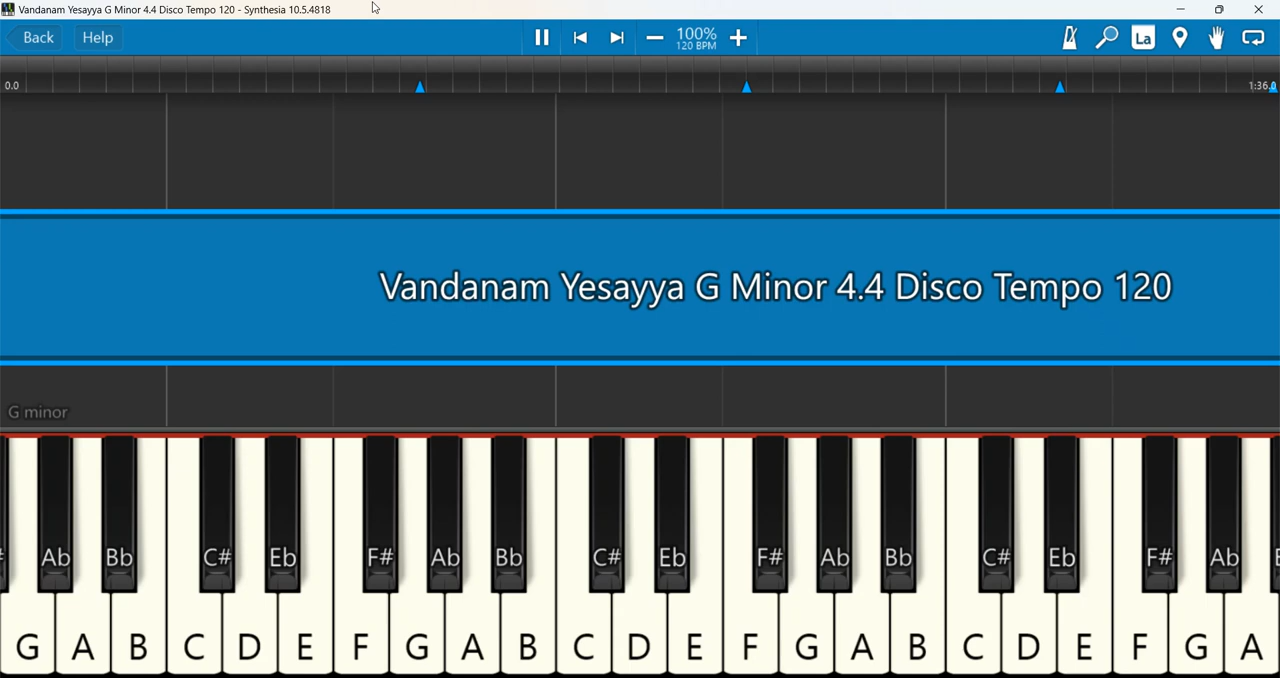 Vandanam Yesayya G Minor 4.4 Disco Tempo 120 - Synthesia 10.5.4818
Back Help 100% La
120 BPM
0.0 1:36.0
Vandanam Yesayya G Minor 4.4 Disco Tempo 120
G minor
Ab Bb C# Eb F# Ab Bb C# Eb F# Ab Bb C# Eb F# Ab
G A B C D E F G A B C D E F G A B C D E F G A